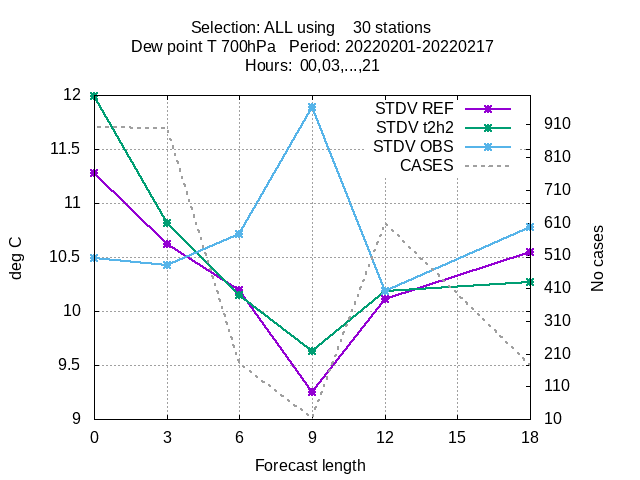 Selection: ALL using    30 stations
Dew point T 700hPa   Period: 20220201-20220217
Hours:  00,03,...,21
STDV REF
STDV t2h2
STDV OBS
CASES
12
11.5
11
10.5
10
9.5
9
910
810
710
610
510
410
310
210
110
10
deg C
No cases
0 3 6 9 12 15 18
Forecast length